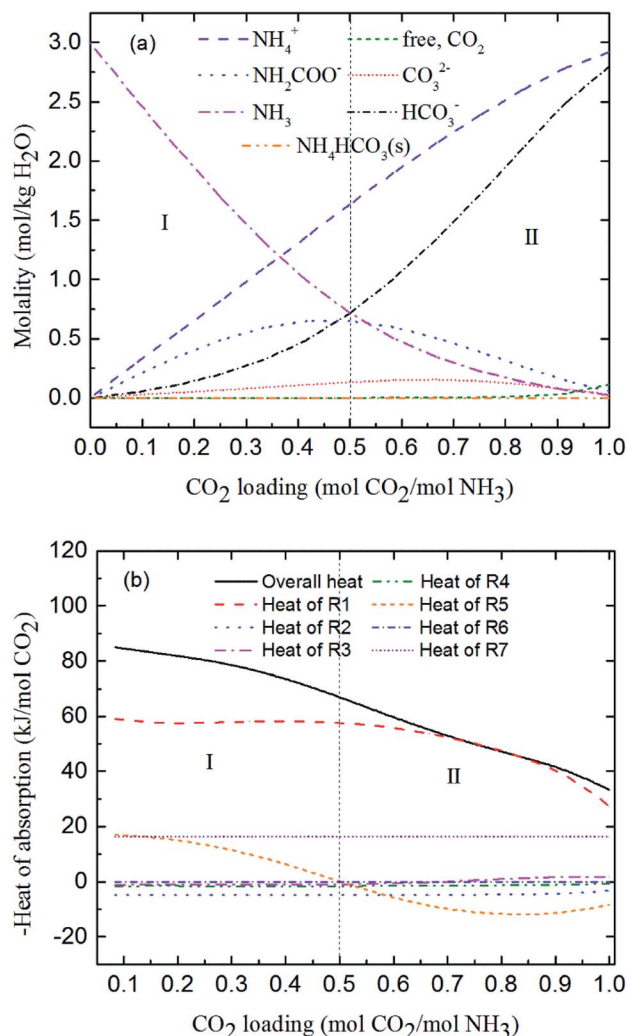 (a)
NH₄⁺
free, CO₂
NH₂COO⁻
CO₃²⁻
NH₃
HCO₃⁻
NH₄HCO₃(s)
I
II
Molality (mol/kg H₂O)
3.0
2.5
2.0
1.5
1.0
0.5
0.0
0.0 0.1 0.2 0.3 0.4 0.5 0.6 0.7 0.8 0.9 1.0
CO₂ loading (mol CO₂/mol NH₃)
(b)
Overall heat
Heat of R4
Heat of R1
Heat of R5
Heat of R2
Heat of R6
Heat of R3
Heat of R7
I
II
-Heat of absorption (kJ/mol CO₂)
120
100
80
60
40
20
0
-20
0.1 0.2 0.3 0.4 0.5 0.6 0.7 0.8 0.9 1.0
CO₂ loading (mol CO₂/mol NH₃)